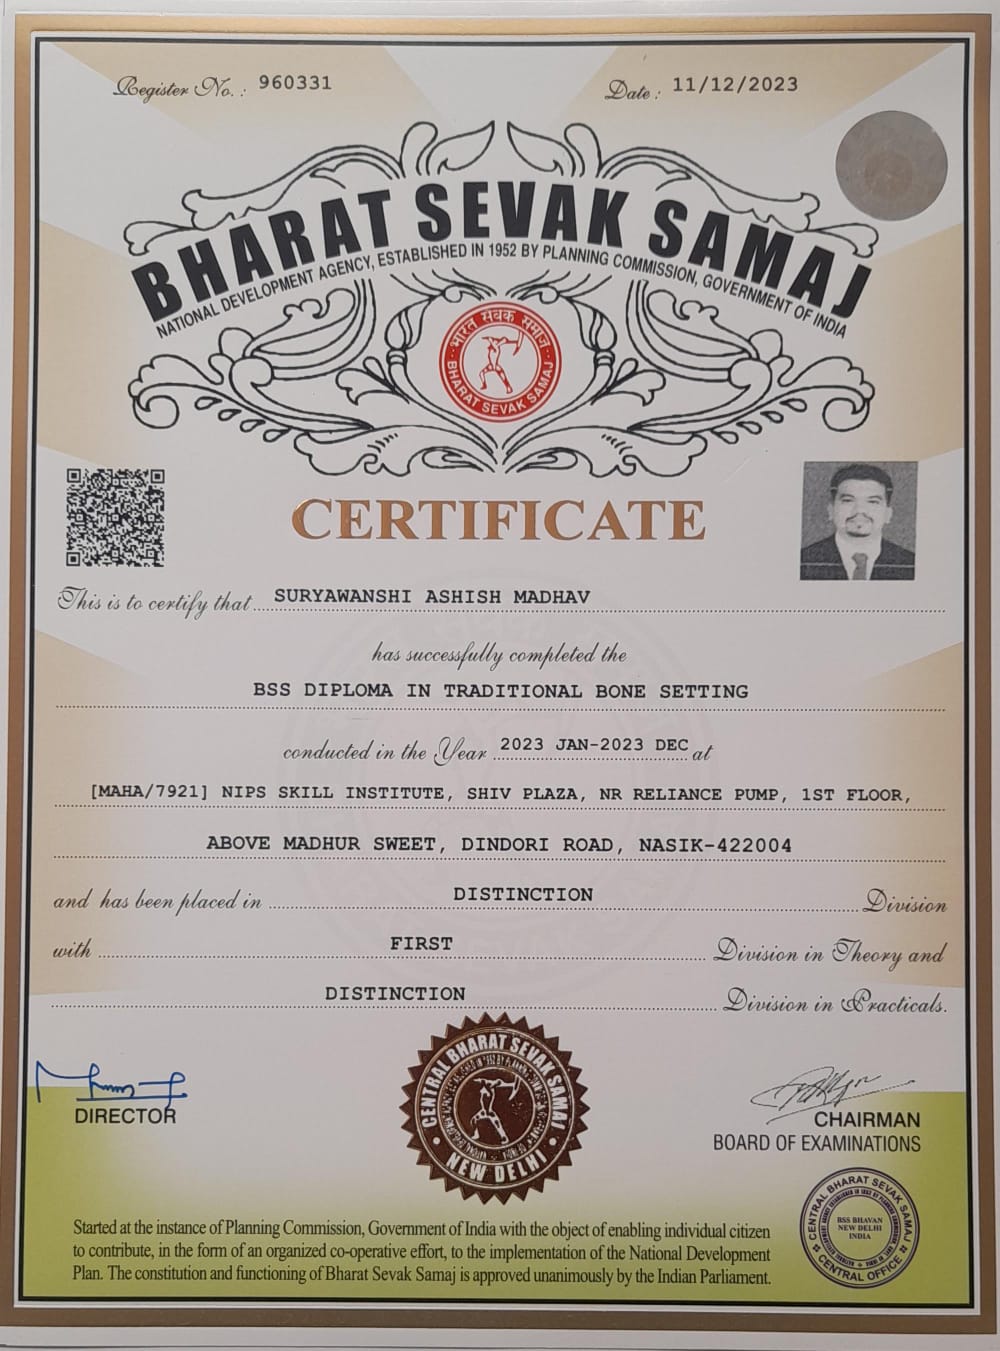 Register No. : 960331
Date : 11/12/2023
BHARAT SEVAK SAMAJ
NATIONAL DEVELOPMENT AGENCY, ESTABLISHED IN 1952 BY PLANNING COMMISSION, GOVERNMENT OF INDIA
भारत सेवक समाज
BHARAT SEVAK SAMAJ
CERTIFICATE
This is to certify that SURYAWANSHI ASHISH MADHAV
has successfully completed the
BSS DIPLOMA IN TRADITIONAL BONE SETTING
conducted in the Year 2023 JAN-2023 DEC at
[MAHA/7921] NIPS SKILL INSTITUTE, SHIV PLAZA, NR RELIANCE PUMP, 1ST FLOOR,
ABOVE MADHUR SWEET, DINDORI ROAD, NASIK-422004
and has been placed in DISTINCTION Division
with FIRST Division in Theory and
DISTINCTION Division in Practicals.
CENTRAL BHARAT SEVAK SAMAJ
NEW DELHI
DIRECTOR
CHAIRMAN
BOARD OF EXAMINATIONS
CENTRAL BHARAT SEVAK SAMAJ
BSS BHAVAN
NEW DELHI
INDIA
CENTRAL OFFICE
Started at the instance of Planning Commission, Government of India with the object of enabling individual citizen
to contribute, in the form of an organized co-operative effort, to the implementation of the National Development
Plan. The constitution and functioning of Bharat Sevak Samaj is approved unanimously by the Indian Parliament.